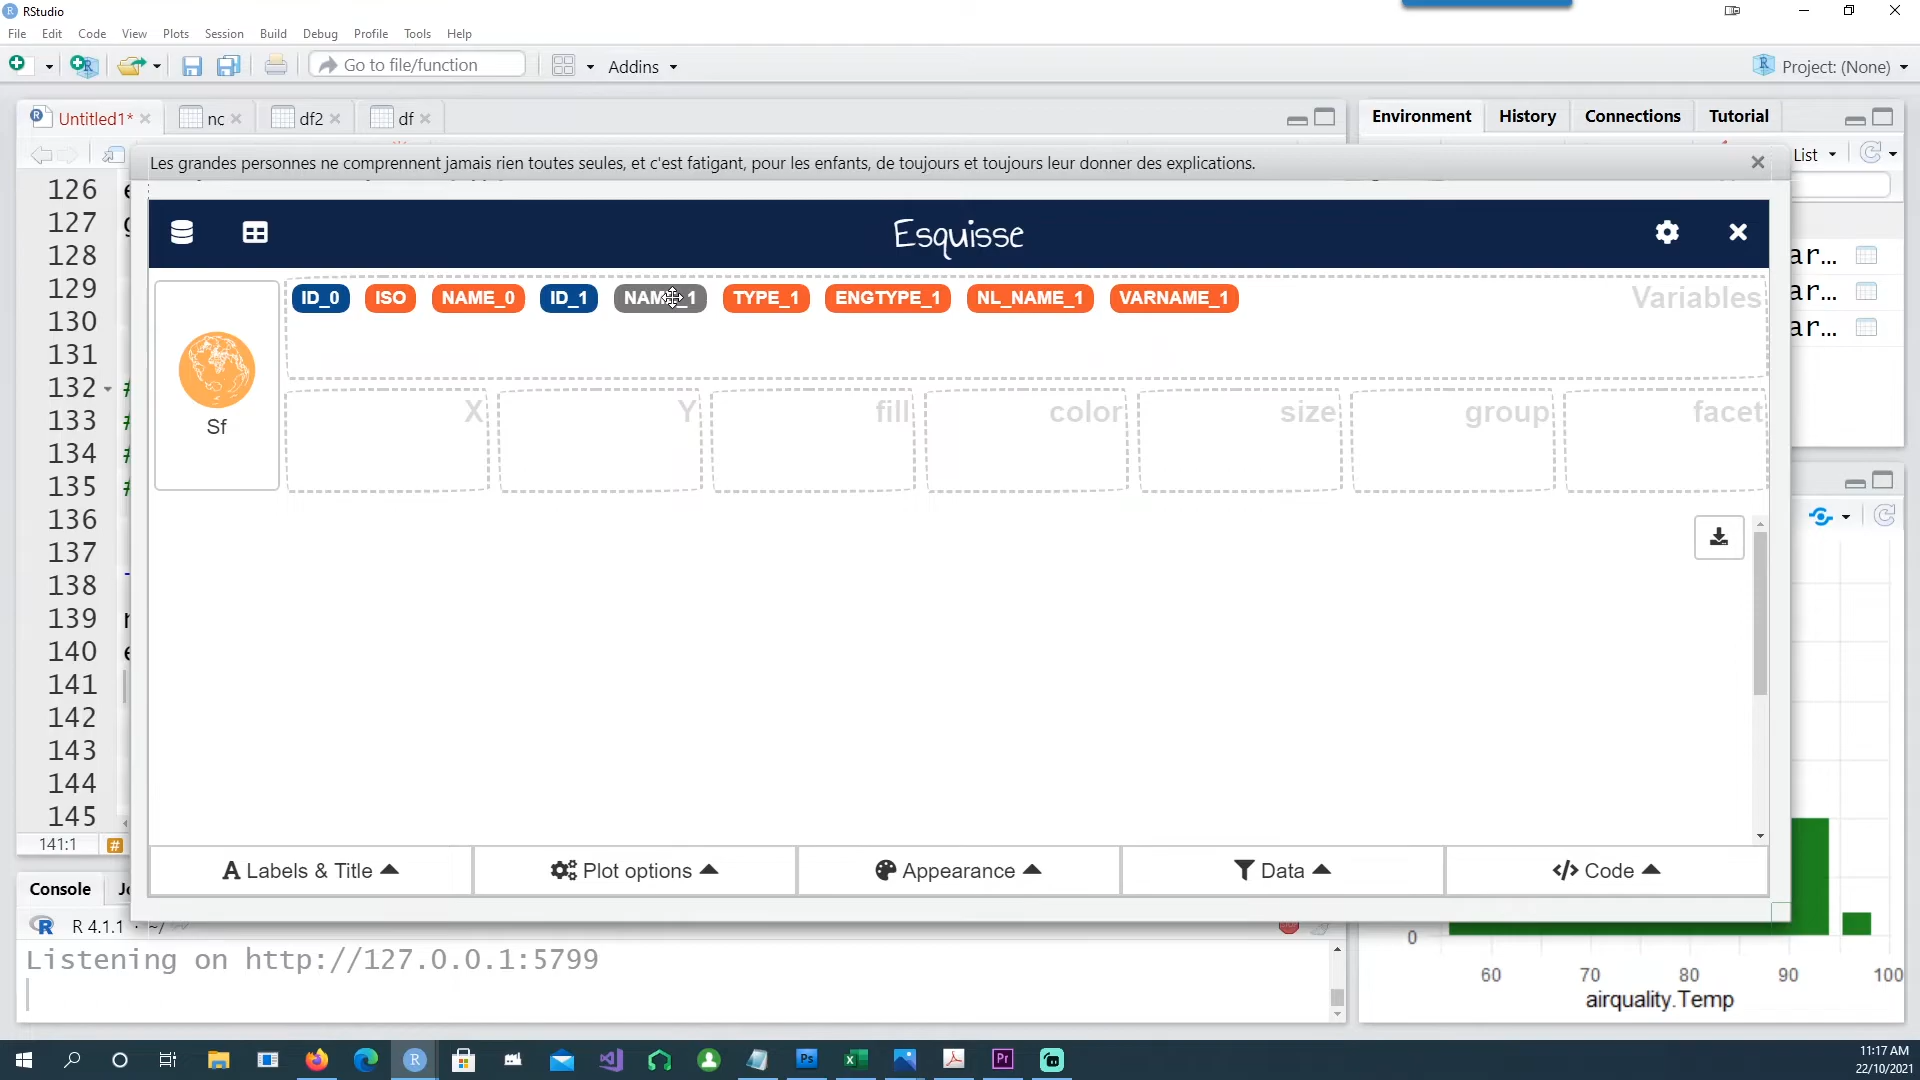 RStudio
File Edit Code View Plots Session Build Debug Profile Tools Help
Go to file/function Addins Project: (None)
Untitled1* nc df2 df Environment History Connections Tutorial
List
Les grandes personnes ne comprennent jamais rien toutes seules, et c'est fatigant, pour les enfants, de toujours et toujours leur donner des explications.
Esquisse
ID_0 ISO NAME_0 ID_1 NAME_1 TYPE_1 ENGTYPE_1 NL_NAME_1 VARNAME_1 Variables
Sf
X Y fill color size group facet
126
127
128
129
130
131
132
133
134
135
136
137
138
139
140
141
142
143
144
145
ar...
ar...
ar...
141:1
Labels & Title Plot options Appearance Data Code
Console
R 4.1.1 · ~/
Listening on http://127.0.0.1:5799
0
60 70 80 90 100
airquality.Temp
11:17 AM
22/10/2021